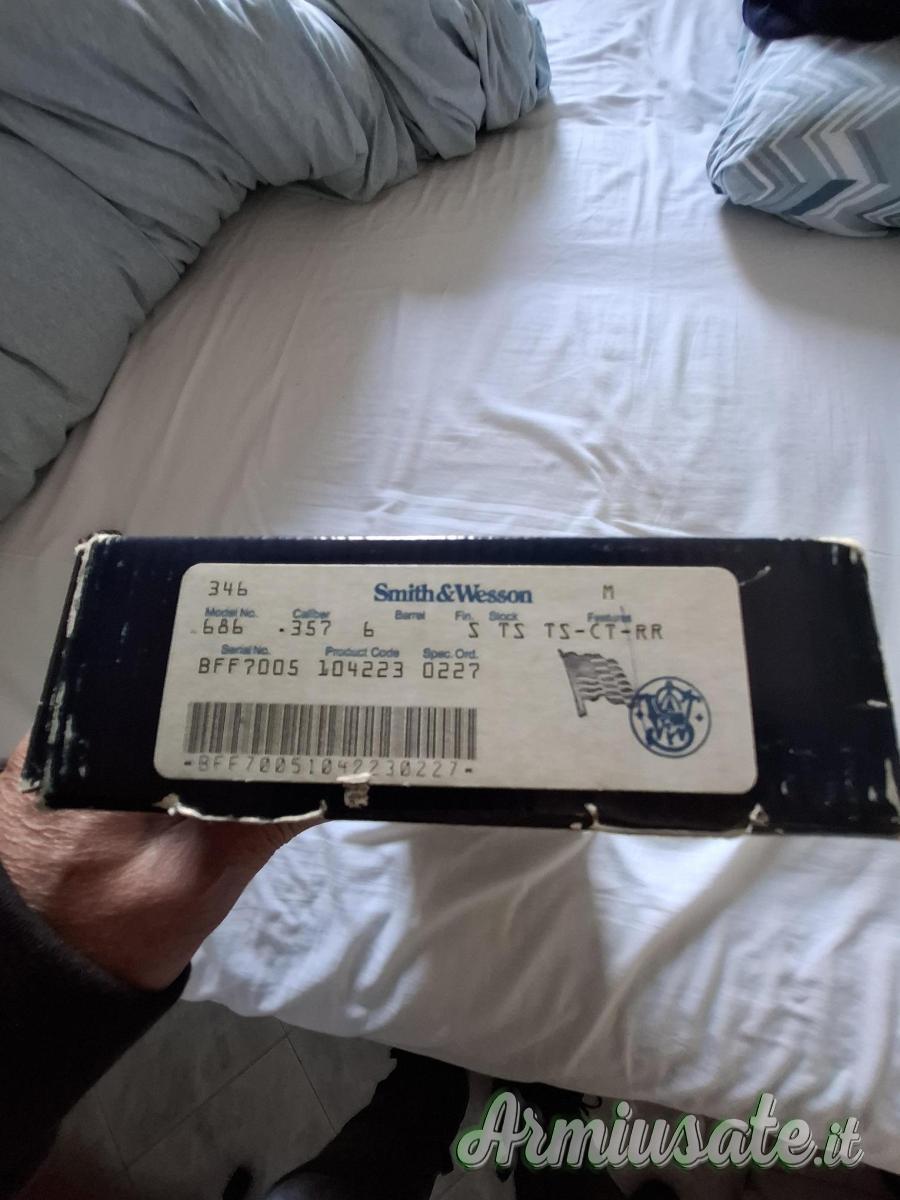 346 Smith & Wesson M
Model No. Caliber Barrel Fin. Stock Features
686 .357 6 S TS TS-CT-RR
Serial No. Product Code Spec. Ord.
BFF7005 104223 0227
-BFF70051042230227-
Armiusate.it